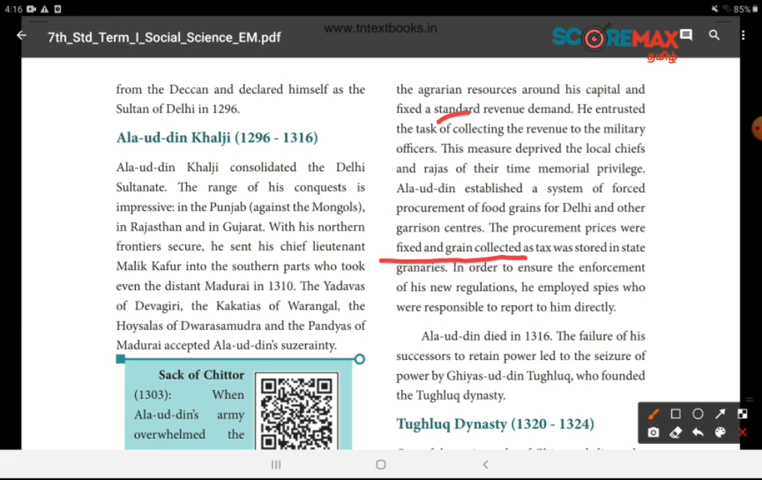 4:16
85%
www.tntextbooks.in
7th_Std_Term_I_Social_Science_EM.pdf
SCOREMAX
தமிழ்
from the Deccan and declared himself as the
Sultan of Delhi in 1296.
Ala-ud-din Khalji (1296 - 1316)
Ala-ud-din Khalji consolidated the Delhi
Sultanate. The range of his conquests is
impressive: in the Punjab (against the Mongols),
in Rajasthan and in Gujarat. With his northern
frontiers secure, he sent his chief lieutenant
Malik Kafur into the southern parts who took
even the distant Madurai in 1310. The Yadavas
of Devagiri, the Kakatias of Warangal, the
Hoysalas of Dwarasamudra and the Pandyas of
Madurai accepted Ala-ud-din's suzerainty.
Sack of Chittor
(1303): When
Ala-ud-din's army
overwhelmed the
the agrarian resources around his capital and
fixed a standard revenue demand. He entrusted
the task of collecting the revenue to the military
officers. This measure deprived the local chiefs
and rajas of their time memorial privilege.
Ala-ud-din established a system of forced
procurement of food grains for Delhi and other
garrison centres. The procurement prices were
fixed and grain collected as tax was stored in state
granaries. In order to ensure the enforcement
of his new regulations, he employed spies who
were responsible to report to him directly.
Ala-ud-din died in 1316. The failure of his
successors to retain power led to the seizure of
power by Ghiyas-ud-din Tughluq, who founded
the Tughluq dynasty.
Tughluq Dynasty (1320 - 1324)